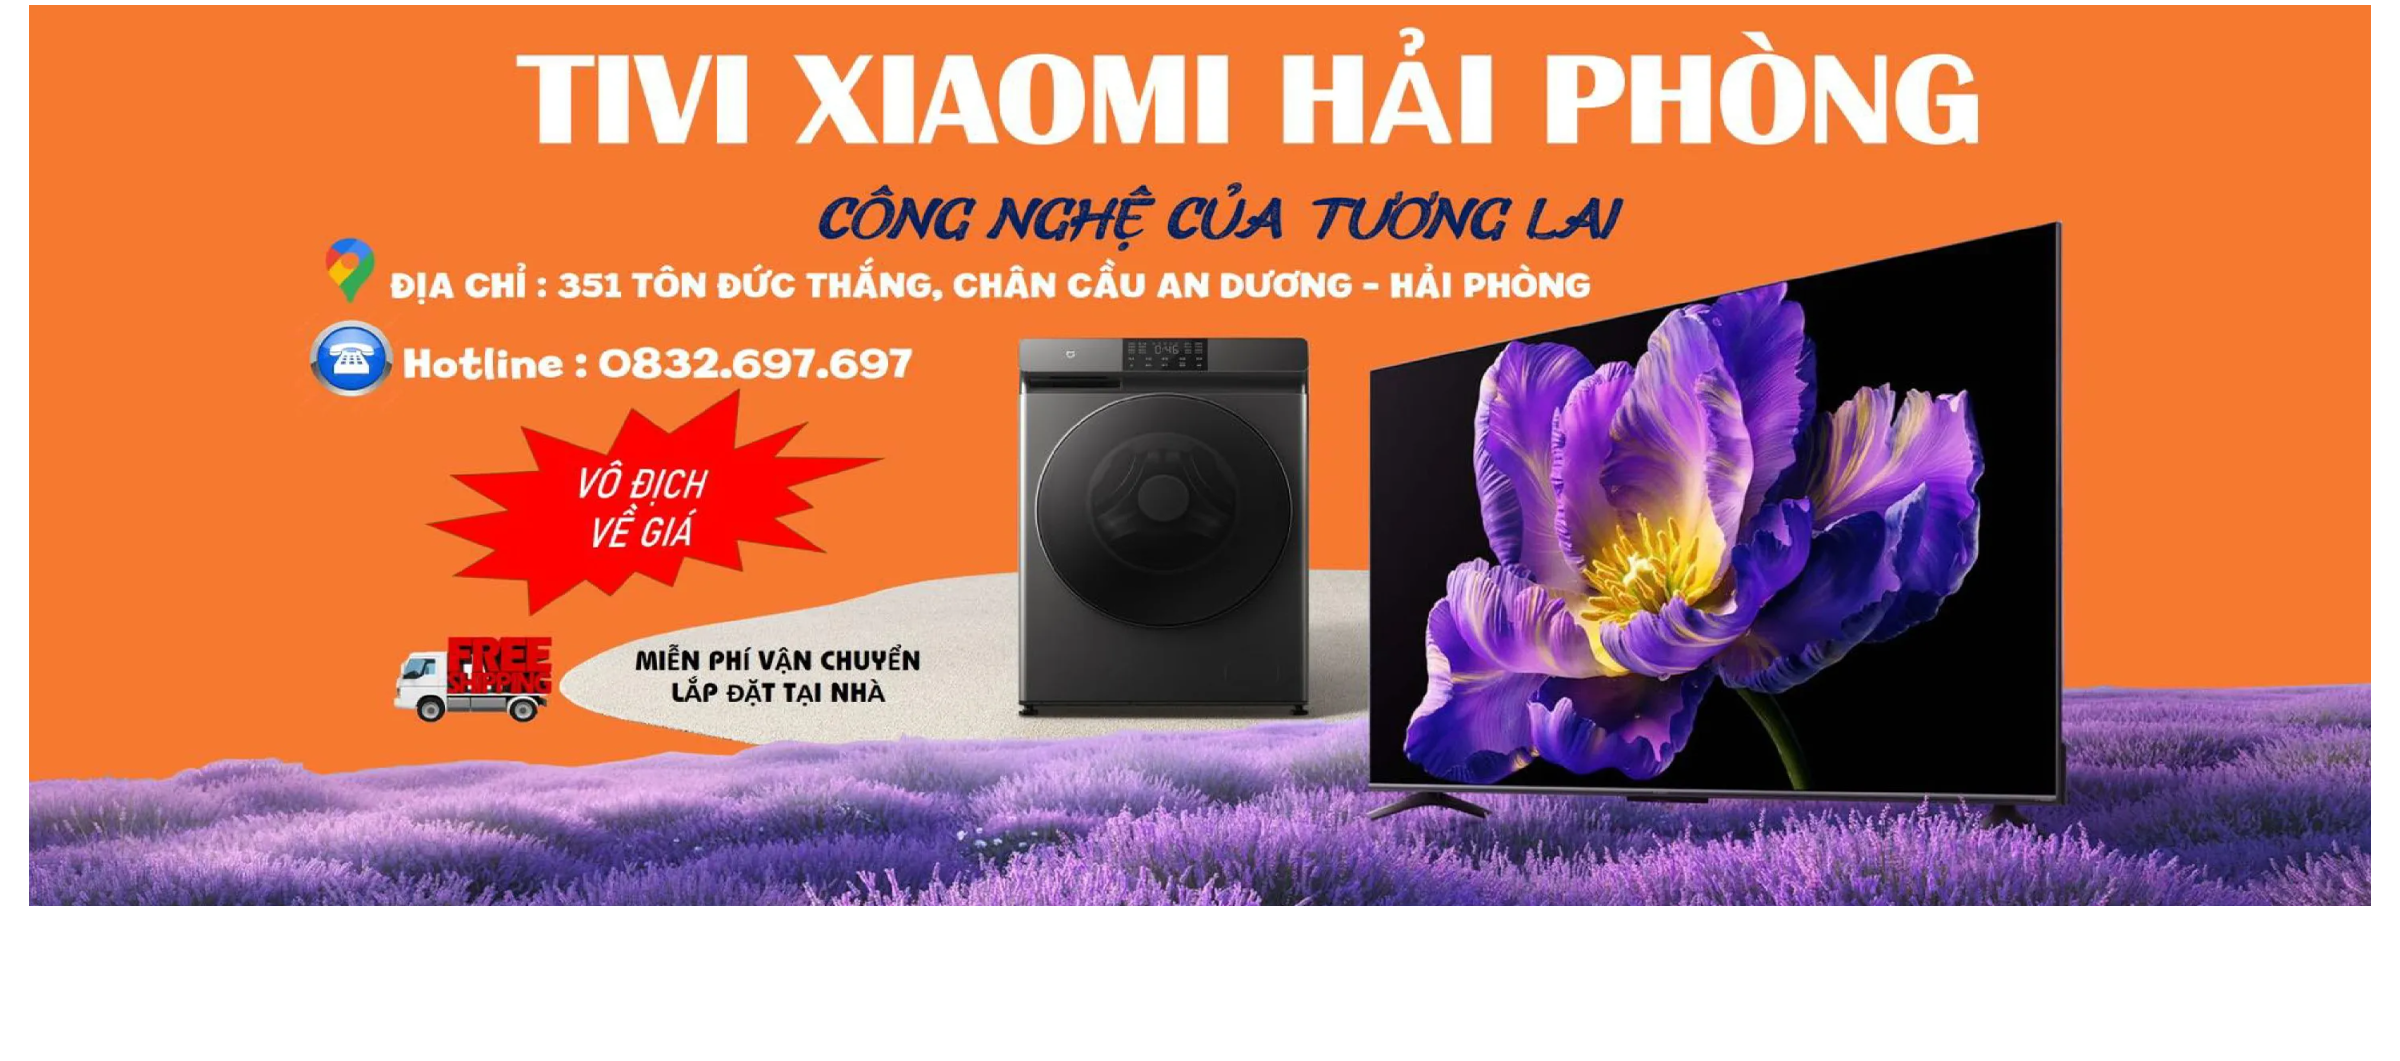 TIVI XIAOMI HẢI PHÒNG
CÔNG NGHỆ CỦA TƯƠNG LAI
ĐỊA CHỈ : 351 TÔN ĐỨC THẮNG, CHÂN CẦU AN DƯƠNG - HẢI PHÒNG
Hotline : 0832.697.697
0:46
VÔ ĐỊCH
VỀ GIÁ
FREE
SHIPPING
MIỄN PHÍ VẬN CHUYỂN
LẮP ĐẶT TẠI NHÀ